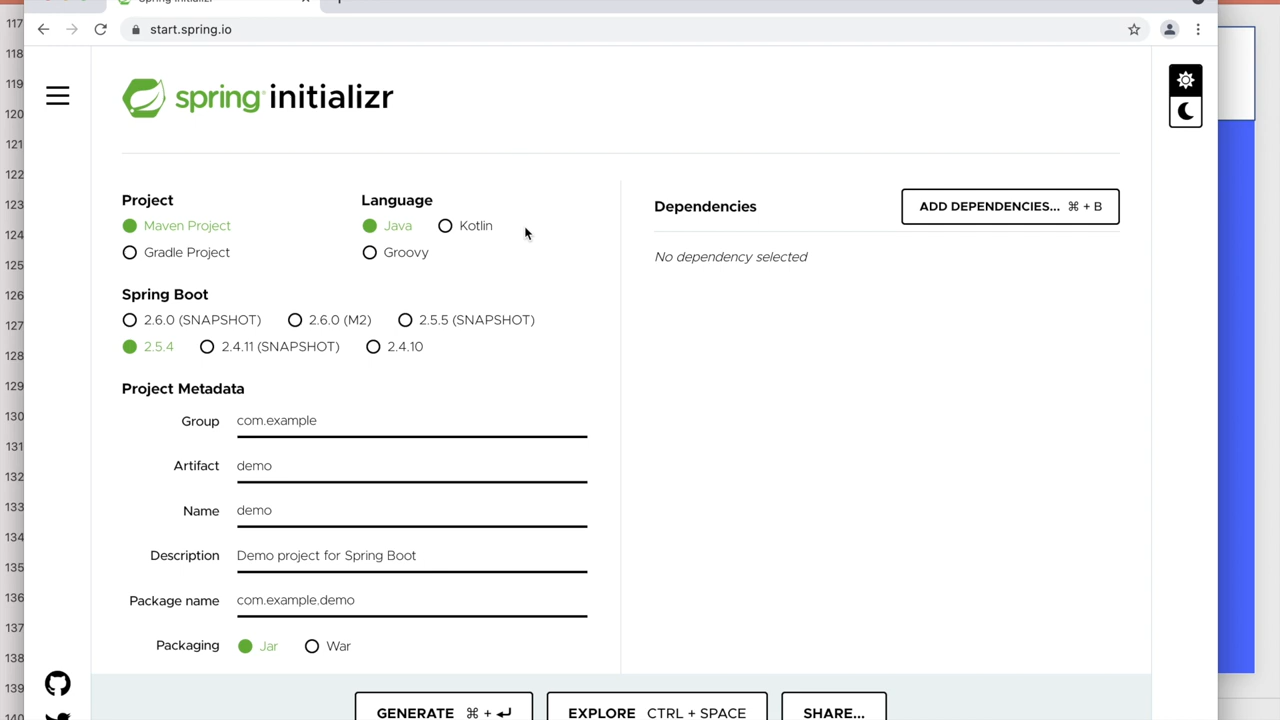 Spring Initializr
start.spring.io
spring initializr
Project
Maven Project
Gradle Project
Language
Java
Kotlin
Groovy
Spring Boot
2.6.0 (SNAPSHOT)
2.6.0 (M2)
2.5.5 (SNAPSHOT)
2.5.4
2.4.11 (SNAPSHOT)
2.4.10
Project Metadata
Group com.example
Artifact demo
Name demo
Description Demo project for Spring Boot
Package name com.example.demo
Packaging Jar War
Dependencies
ADD DEPENDENCIES... ⌘ + B
No dependency selected
GENERATE ⌘ + ↵
EXPLORE CTRL + SPACE
SHARE...
117
118
119
120
121
122
123
124
125
126
127
128
129
130
131
132
133
134
135
136
137
138
139
140